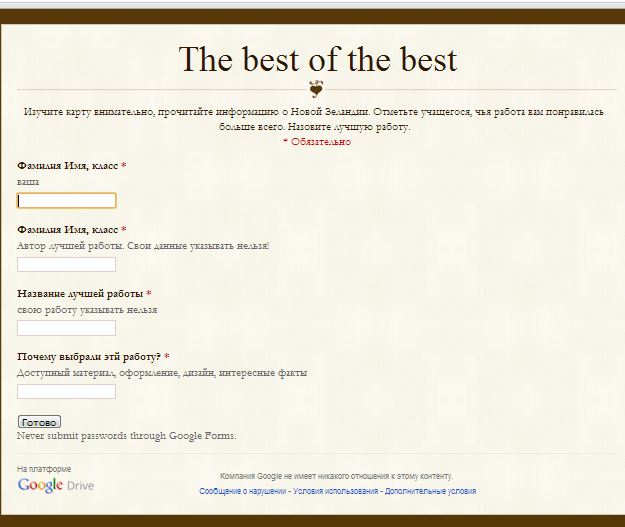 The best of the best
Изучите карту внимательно, прочитайте информацию о Новой Зеландии. Отметьте учащегося, чья работа вам понравилась
больше всего. Назовите лучшую работу.
* Обязательно
Фамилия Имя, класс *
ваша
Фамилия Имя, класс *
Автор лучшей работы. Свои данные указывать нельзя!
Название лучшей работы *
свою работу указывать нельзя
Почему выбрали этй работу? *
Доступный материал, оформление, дизайн, интересные факты
Готово
Never submit passwords through Google Forms.
На платформе
Google Drive
Компания Google не имеет никакого отношения к этому контенту.
Сообщение о нарушении - Условия использования - Дополнительные условия